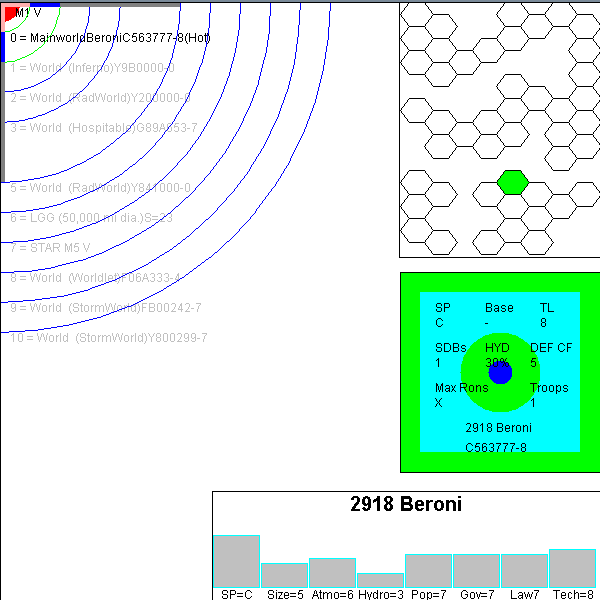 M1 V
0 = MainworldBeroniC563777-8(Hot)
1 = World  (Inferno)Y9B0000-0
2 = World  (RadWorld)Y200000-0
3 = World  (Hospitable)G89A653-7
5 = World  (RadWorld)Y841000-0
6 = LGG (50,000 mi dia.)S=23
7 = STAR M5 V
8 = World  (Worldlet)F06A333-4
9 = World  (StormWorld)FB00242-7
10 = World  (StormWorld)Y800299-7
SP Base TL
C - 8
SDBs HYD DEF CF
1 30% 5
Max Rons Troops
X 1
2918 Beroni
C563777-8
2918 Beroni
SP=C Size=5 Atmo=6 Hydro=3 Pop=7 Gov=7 Law7 Tech=8